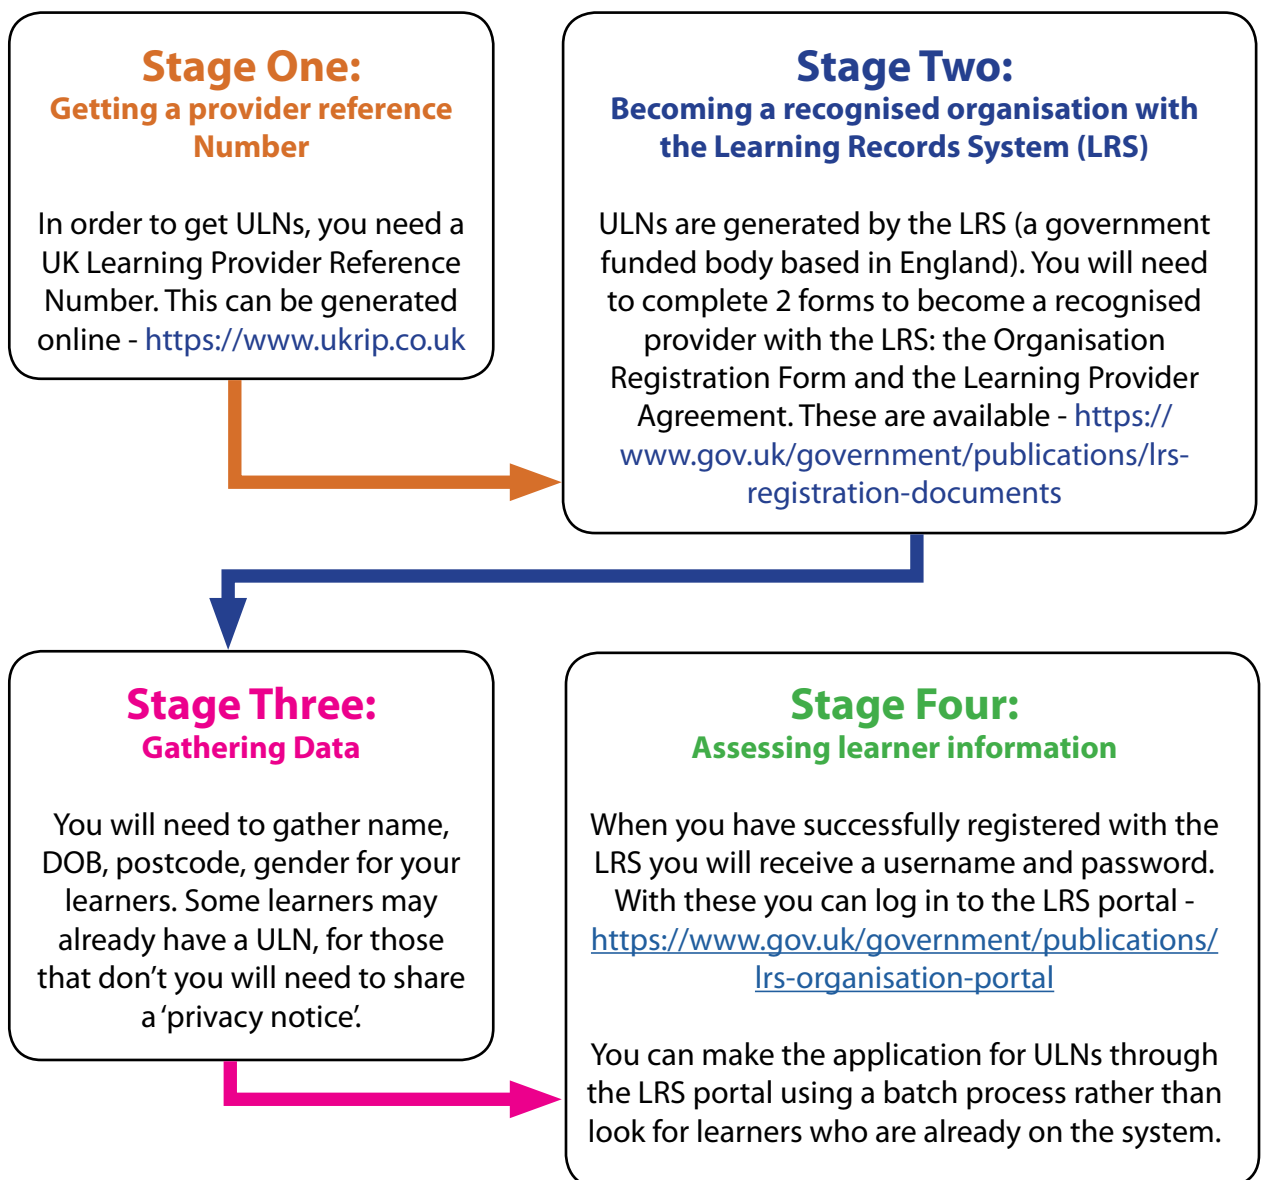 Stage One:
Getting a provider reference
Number
In order to get ULNs, you need a
UK Learning Provider Reference
Number. This can be generated
online - https://www.ukrip.co.uk
Stage Two:
Becoming a recognised organisation with
the Learning Records System (LRS)
ULNs are generated by the LRS (a government
funded body based in England). You will need
to complete 2 forms to become a recognised
provider with the LRS: the Organisation
Registration Form and the Learning Provider
Agreement. These are available - https://
www.gov.uk/government/publications/lrs-
registration-documents
Stage Three:
Gathering Data
You will need to gather name,
DOB, postcode, gender for your
learners. Some learners may
already have a ULN, for those
that don’t you will need to share
a ‘privacy notice’.
Stage Four:
Assessing learner information
When you have successfully registered with the
LRS you will receive a username and password.
With these you can log in to the LRS portal -
https://www.gov.uk/government/publications/
lrs-organisation-portal
You can make the application for ULNs through
the LRS portal using a batch process rather than
look for learners who are already on the system.